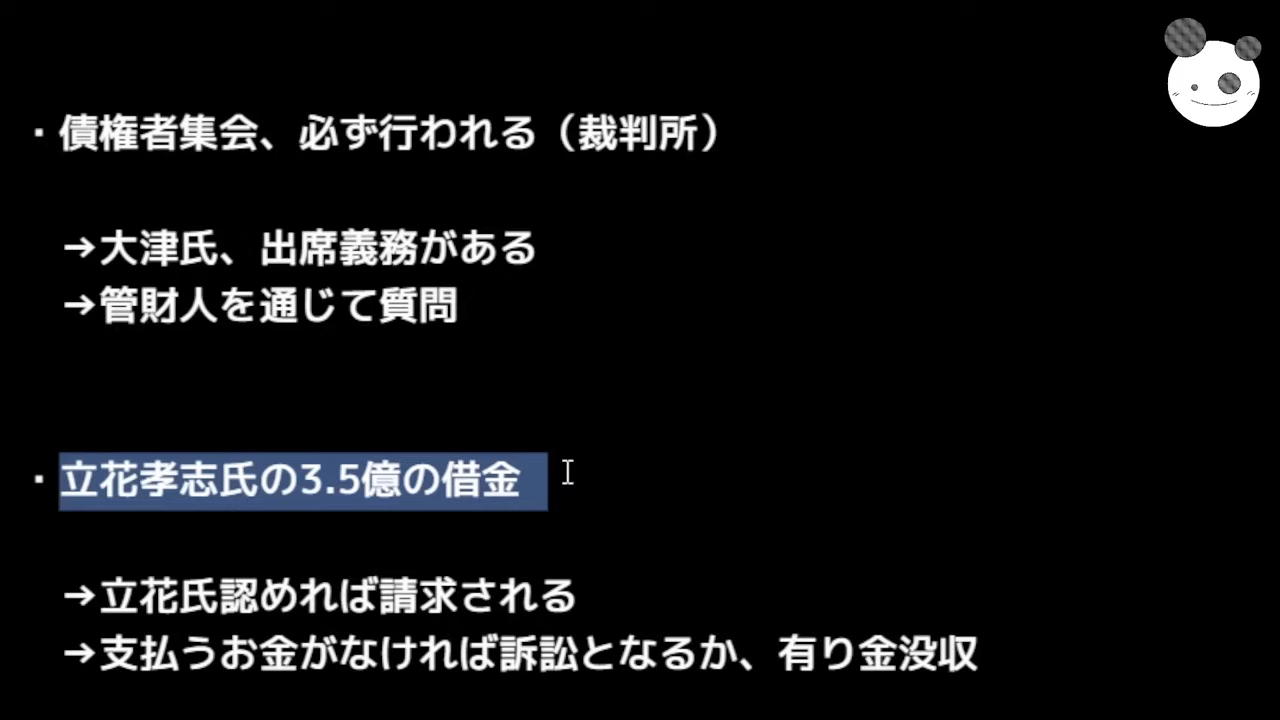 ・債権者集会、必ず行われる（裁判所）
→大津氏、出席義務がある
→管財人を通じて質問
・立花孝志氏の3.5億の借金
→立花氏認めれば請求される
→支払うお金がなければ訴訟となるか、有り金没収